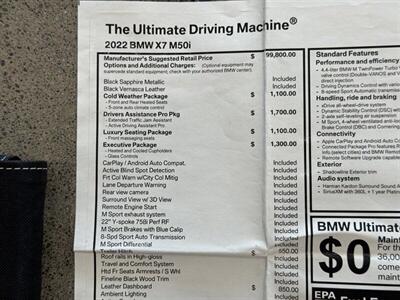 The Ultimate Driving Machine®
2022 BMW X7 M50i
Manufacturer's Suggested Retail Price $ 99,800.00
Options and Additional Charges: (Optional equipment may
supercede standard equipment; check with your authorized BMW center).
Black Sapphire Metallic Included
Black Vernasca Leather Included
Cold Weather Package $ 1,100.00
- Front and Rear Heated Seats
- 5-zone auto climate control
Drivers Assistance Pro Pkg $ 1,700.00
- Extended Traffic Jam Assistant
- Active Driving Assistant Pro
Luxury Seating Package $ 1,100.00
- Front massaging seats
Executive Package $ 1,300.00
- Heated and Cooled Cupholders
- Glass Controls
CarPlay / Android Auto Compat. Included
Active Blind Spot Detection Included
Frt Col Warn w/City Col Mitig Included
Lane Departure Warning Included
Rear view camera Included
Surround View w/ 3D View Included
Remote Engine Start Included
M Sport exhaust system Included
22" Y-spoke 758i Perf RF Included
M Sport Brakes with Blue Calip Included
8-Spd Sport Auto Transmission Included
M Sport Differential Included
650.00
Roof rails in High-gloss Included
Travel and Comfort System Included
Htd Fr Seats Armrests / S Whl Included
Fineline Black Wood Trim Included
Leather Dashboard 850.00
Ambient Lighting Included
Standard Features
Performance and efficiency
- 4.4-liter BMW M TwinPower Turbo V
valve control (Double-VANOS and V
direct injection
- Dynamic Driving Control with
- 8-speed Sport Automatic transmiss
Handling, ride and braking
- xDrive all-wheel-drive system
- Dynamic Stability Control (DSC) with
- 2-axle self-leveling air suspension
- M Sport, 4-wheel ventilated anti-loc
Brake Control (DBC) and Cornering
Connectivity
- Apple CarPlay and Android Auto Co
- Connected Package Pro features R
Info (select cities) and BMW Remote
- Remote Software Upgrade capable
Exterior
- Shadowline Exterior trim
Audio system
- Harman Kardon Surround Sound A
- SiriusXM with 360L + 1 year Platin
BMW Ultimat
$0
Main
For th
36,00
come
maint
EPA